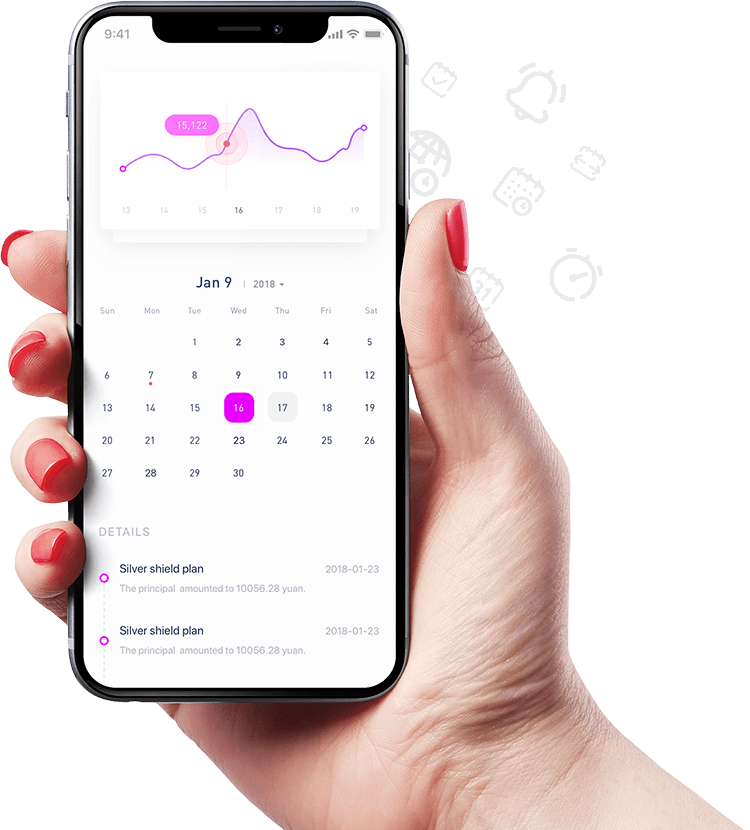 9:41
15,122
13 14 15 16 17 18 19
Jan 9 2018
Sun Mon Tue Wed Thu Fri Sat
1 2 3 4 5
6 7 8 9 10 11 12
13 14 15 16 17 18 19
20 21 22 23 24 25 26
27 28 29 30
31
DETAILS
Silver shield plan 2018-01-23
The principal amounted to 10056.28 yuan.
Silver shield plan 2018-01-23
The principal amounted to 10056.28 yuan.